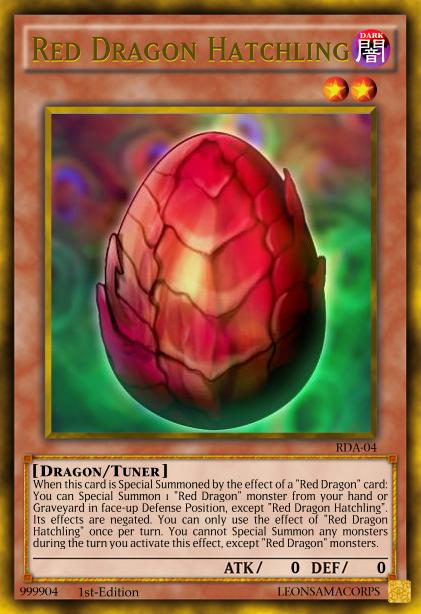 Red Dragon Hatchling
DARK
闇
RDA-04
[Dragon/Tuner]
When this card is Special Summoned by the effect of a "Red Dragon" card:
You can Special Summon 1 "Red Dragon" monster from your hand or
Graveyard in face-up Defense Position, except "Red Dragon Hatchling".
Its effects are negated. You can only use the effect of "Red Dragon
Hatchling" once per turn. You cannot Special Summon any monsters
during the turn you activate this effect, except "Red Dragon" monsters.
ATK/ 0 DEF/ 0
999904 1st-Edition LEONSAMACORPS